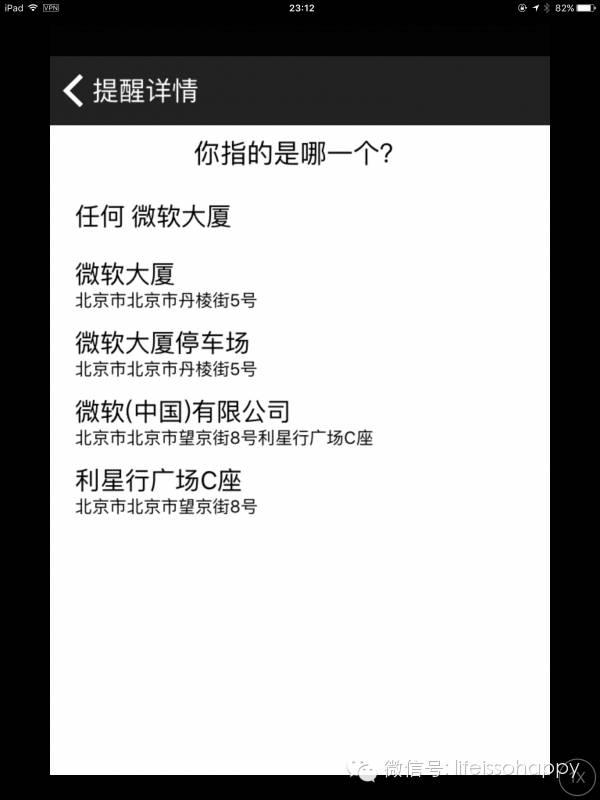 iPad VPN 23:12 82%
提醒详情
你指的是哪一个?
任何 微软大厦
微软大厦
北京市北京市丹棱街5号
微软大厦停车场
北京市北京市丹棱街5号
微软(中国)有限公司
北京市北京市望京街8号利星行广场C座
利星行广场C座
北京市北京市望京街8号
微信号: lifeissohappy
1X